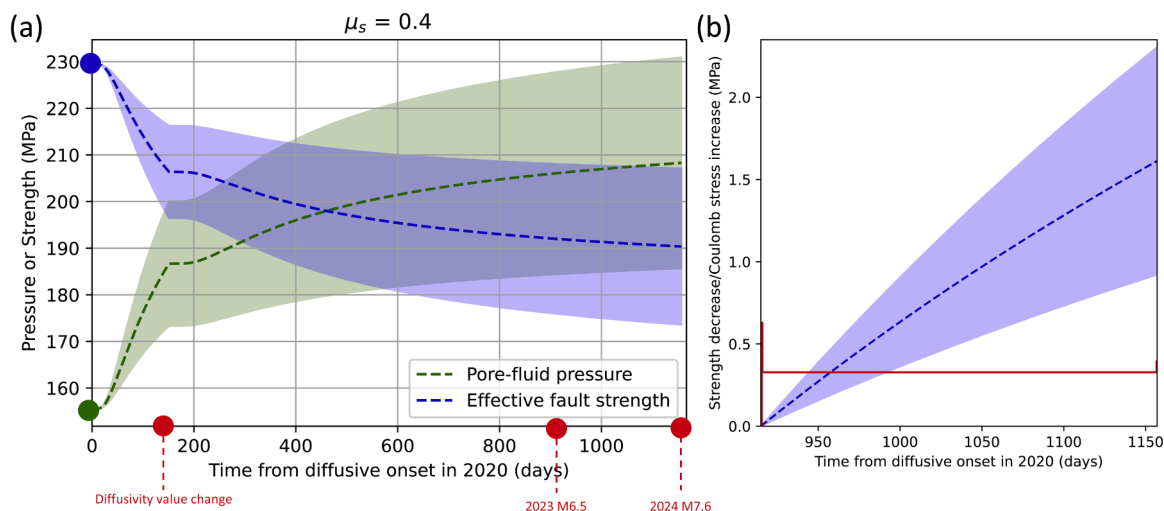 (a)
μs = 0.4
Pressure or Strength (MPa)
230
220
210
200
190
180
170
160
0
200
400
600
800
1000
Time from diffusive onset in 2020 (days)
Pore-fluid pressure
Effective fault strength
Diffusivity value change
2023 M6.5
2024 M7.6
(b)
Strength decrease/Coulomb stress increase (MPa)
2.0
1.5
1.0
0.5
0.0
950
1000
1050
1100
1150
Time from diffusive onset in 2020 (days)